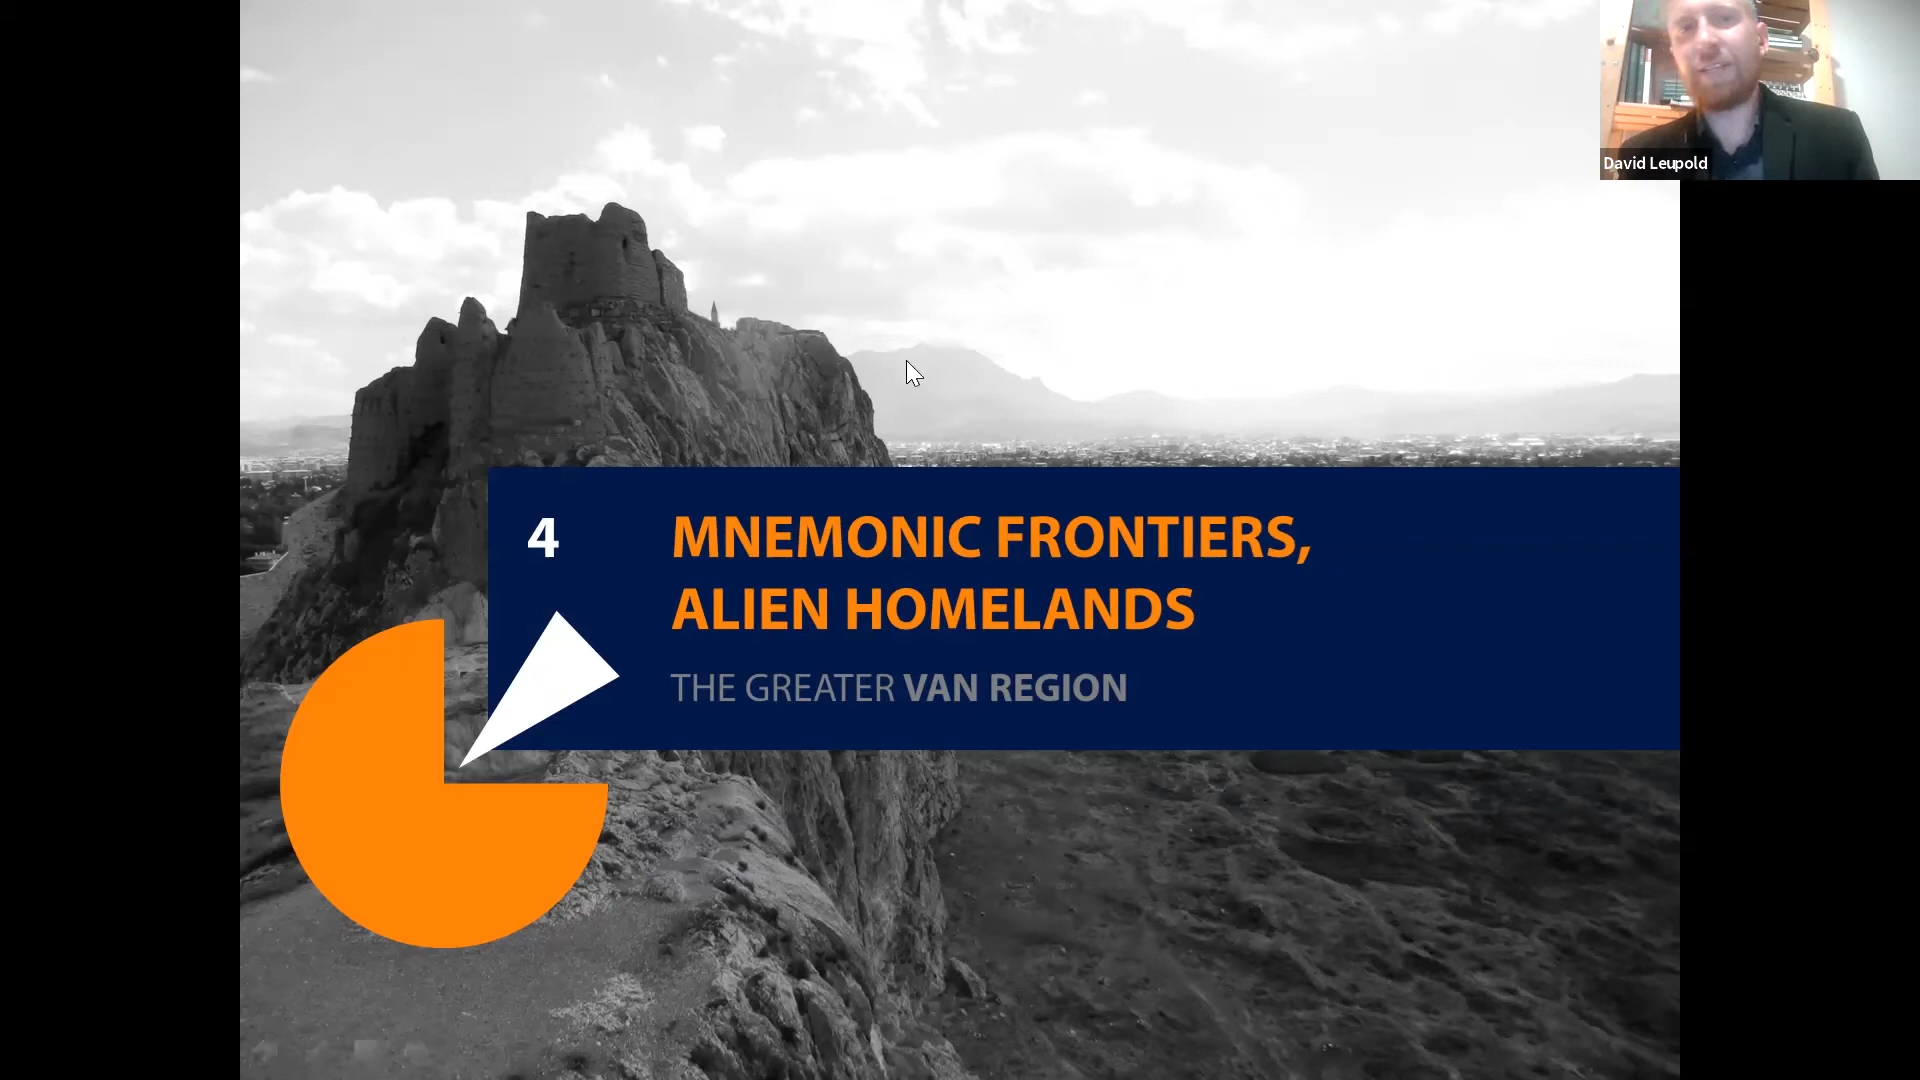 David Leupold
4
MNEMONIC FRONTIERS,
ALIEN HOMELANDS
THE GREATER VAN REGION